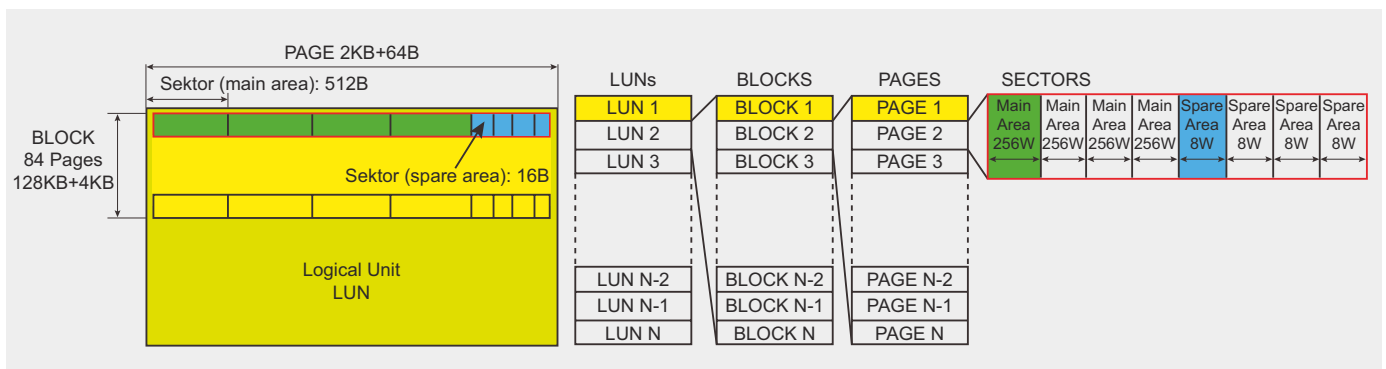 PAGE 2KB+64B
Sektor (main area): 512B
BLOCK
84 Pages
128KB+4KB
Sektor (spare area): 16B
Logical Unit
LUN
LUNs BLOCKS PAGES SECTORS
LUN 1 BLOCK 1 PAGE 1
LUN 2 BLOCK 2 PAGE 2
LUN 3 BLOCK 3 PAGE 3
LUN N-2 BLOCK N-2 PAGE N-2
LUN N-1 BLOCK N-1 PAGE N-1
LUN N BLOCK N PAGE N
Main Main Main Main Spare Spare Spare Spare
Area Area Area Area Area Area Area Area
256W 256W 256W 256W 8W 8W 8W 8W